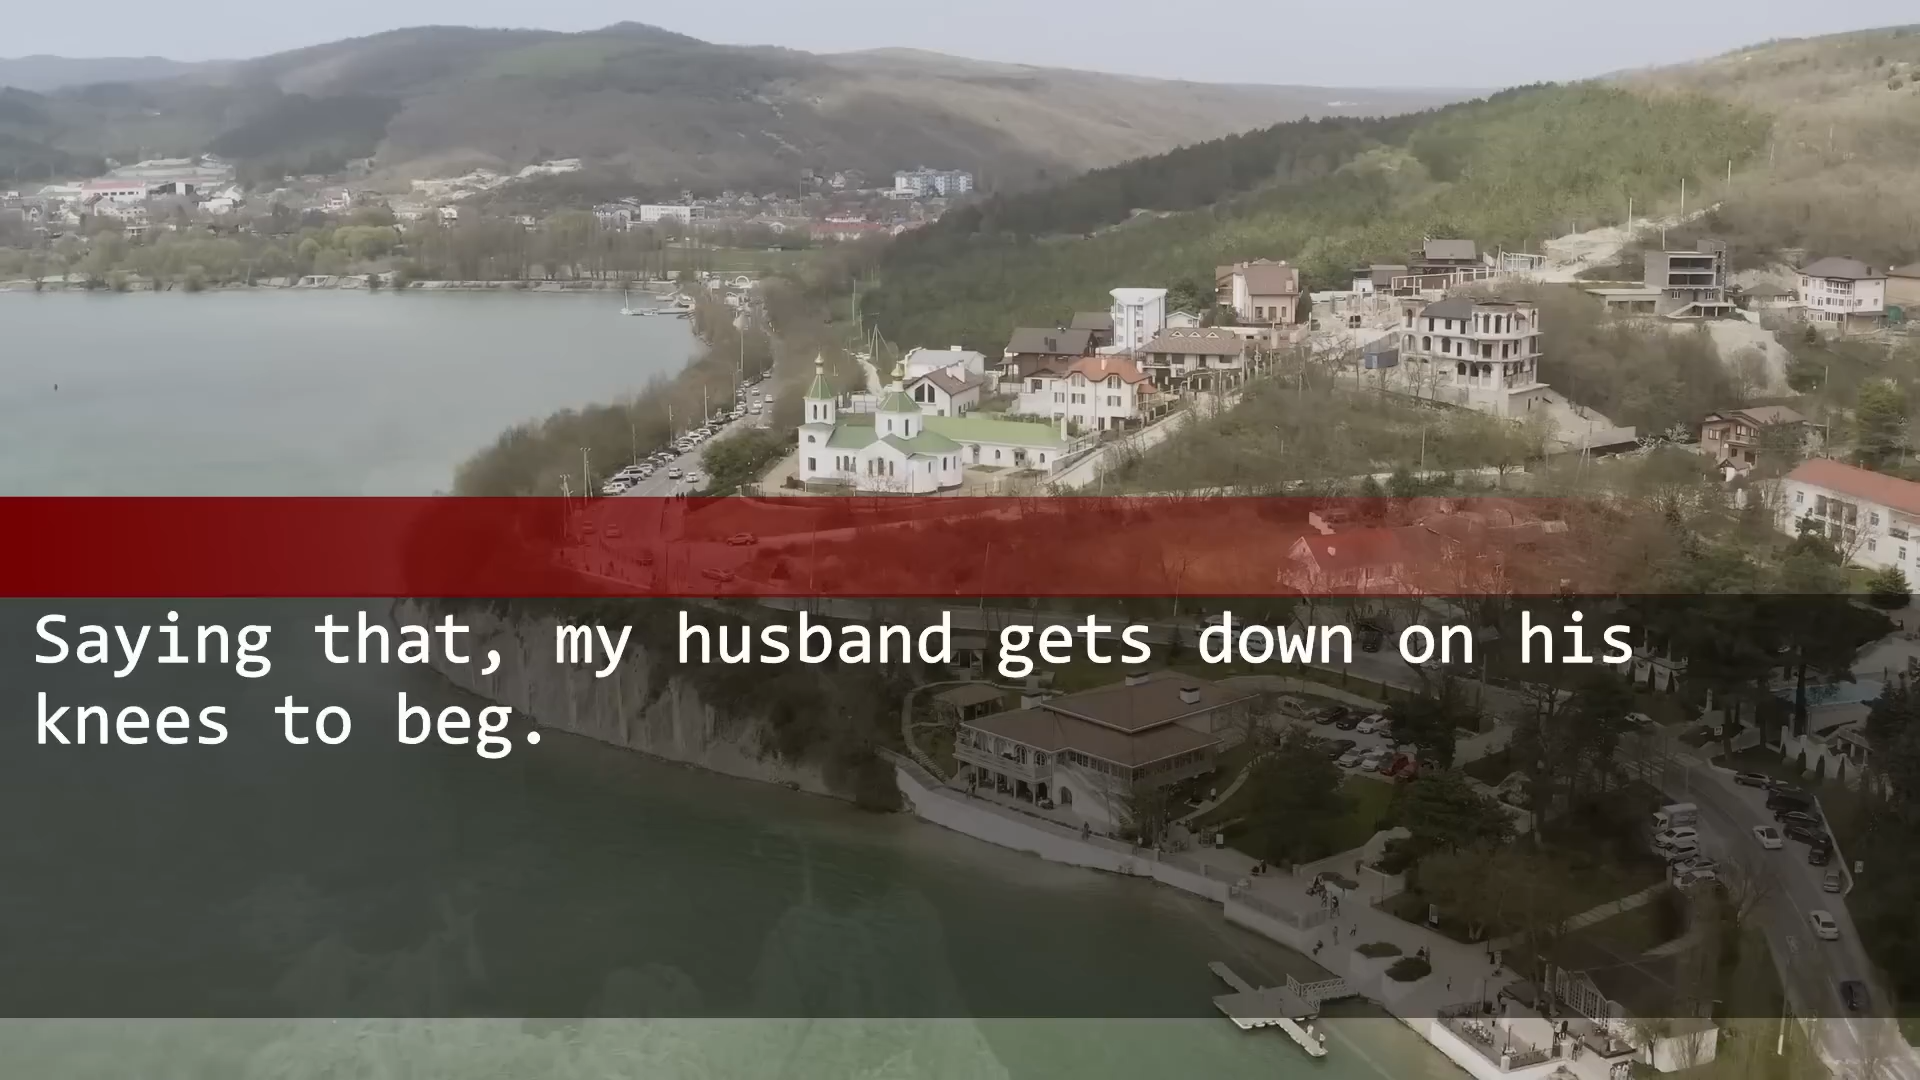 Saying that, my husband gets down on his
knees to beg.